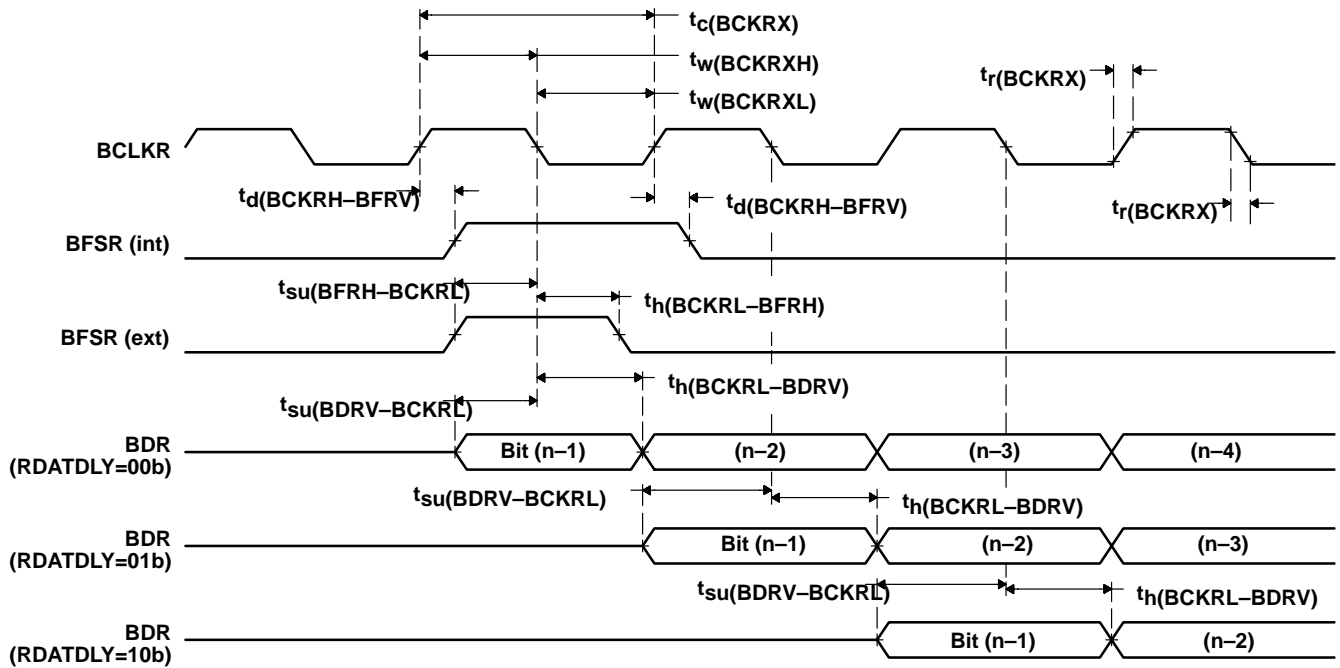 tc(BCKRX)
tw(BCKRXH)
tr(BCKRX)
tw(BCKRXL)
BCLKR
td(BCKRH–BFRV)
td(BCKRH–BFRV)
tr(BCKRX)
BFSR (int)
tsu(BFRH–BCKRL)
th(BCKRL–BFRH)
BFSR (ext)
th(BCKRL–BDRV)
tsu(BDRV–BCKRL)
BDR
(RDATDLY=00b)
Bit (n–1)
(n–2)
(n–3)
(n–4)
tsu(BDRV–BCKRL)
th(BCKRL–BDRV)
BDR
(RDATDLY=01b)
Bit (n–1)
(n–2)
(n–3)
tsu(BDRV–BCKRL)
th(BCKRL–BDRV)
BDR
(RDATDLY=10b)
Bit (n–1)
(n–2)